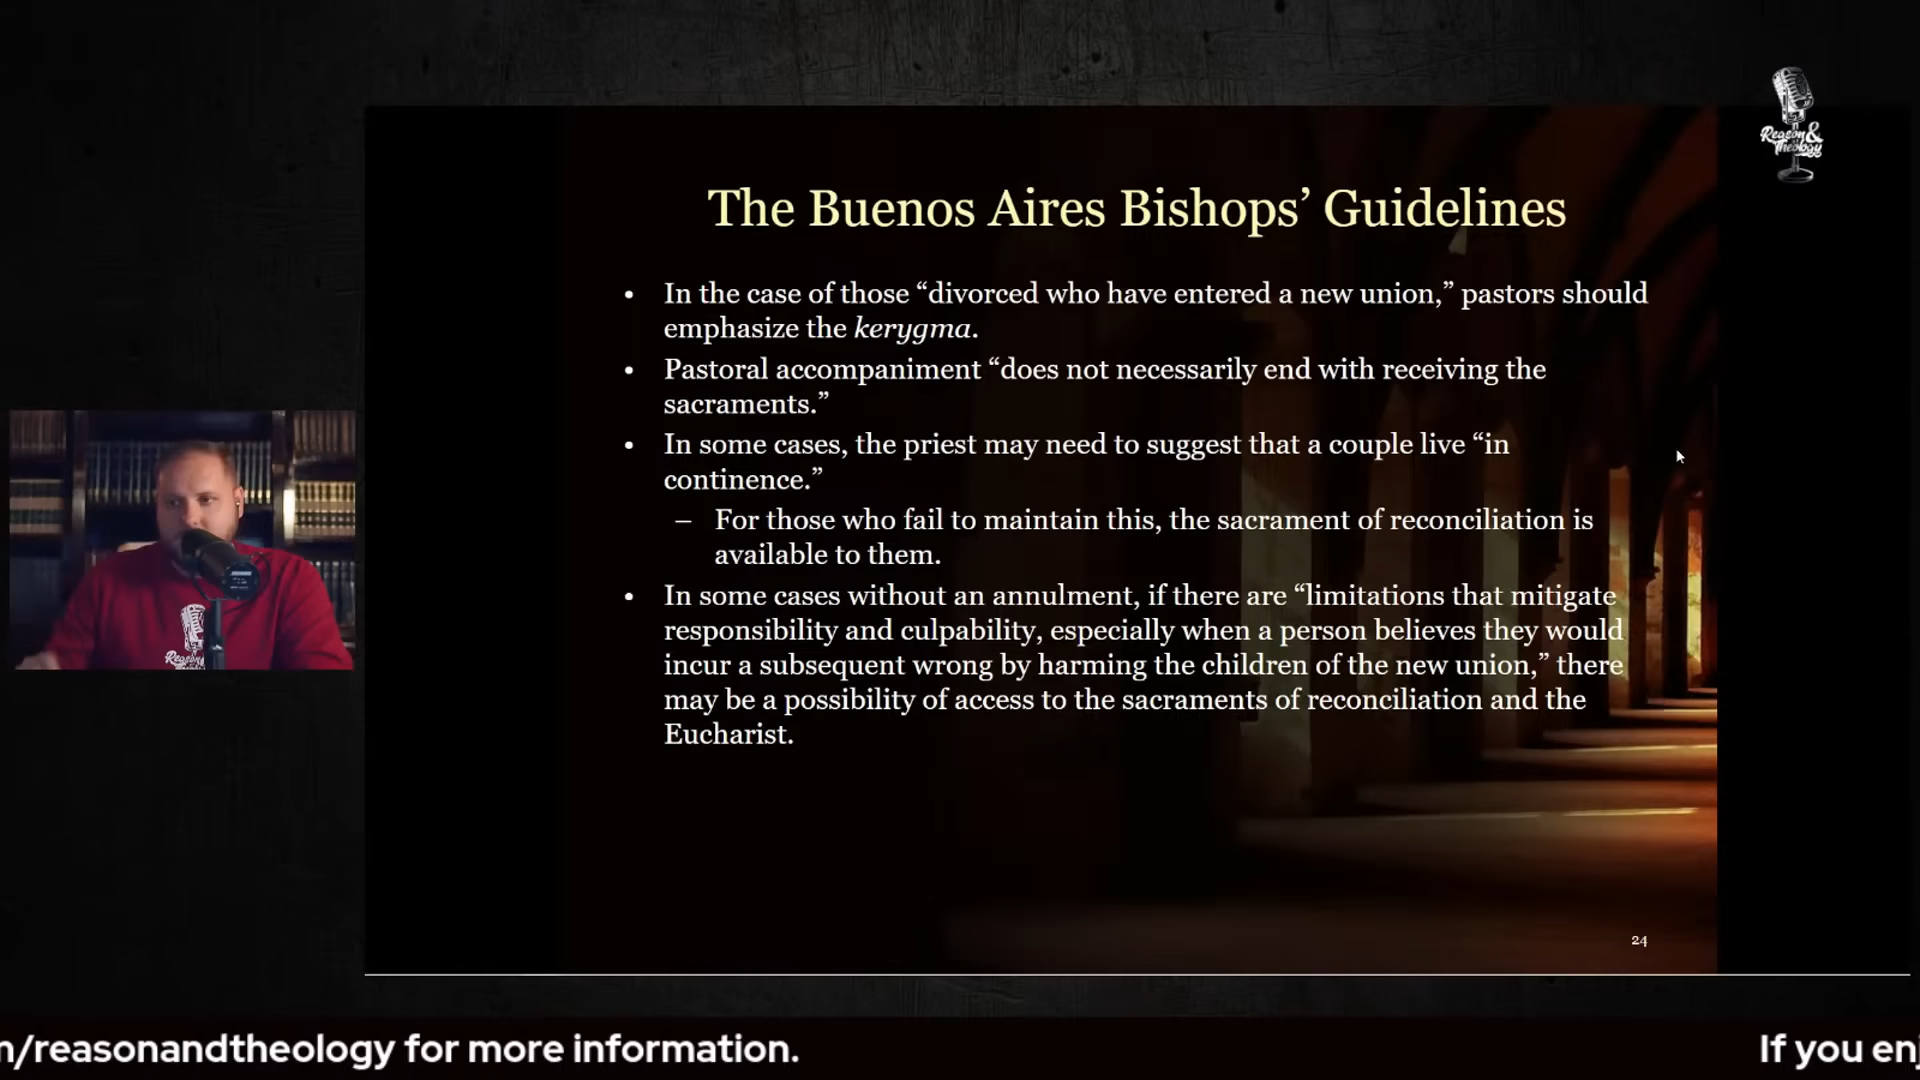 Reason &
Theology
The Buenos Aires Bishops’ Guidelines
• In the case of those “divorced who have entered a new union,” pastors should
emphasize the kerygma.
• Pastoral accompaniment “does not necessarily end with receiving the
sacraments.”
• In some cases, the priest may need to suggest that a couple live “in
continence.”
– For those who fail to maintain this, the sacrament of reconciliation is
available to them.
• In some cases without an annulment, if there are “limitations that mitigate
responsibility and culpability, especially when a person believes they would
incur a subsequent wrong by harming the children of the new union,” there
may be a possibility of access to the sacraments of reconciliation and the
Eucharist.
24
/reasonandtheology for more information.
If you